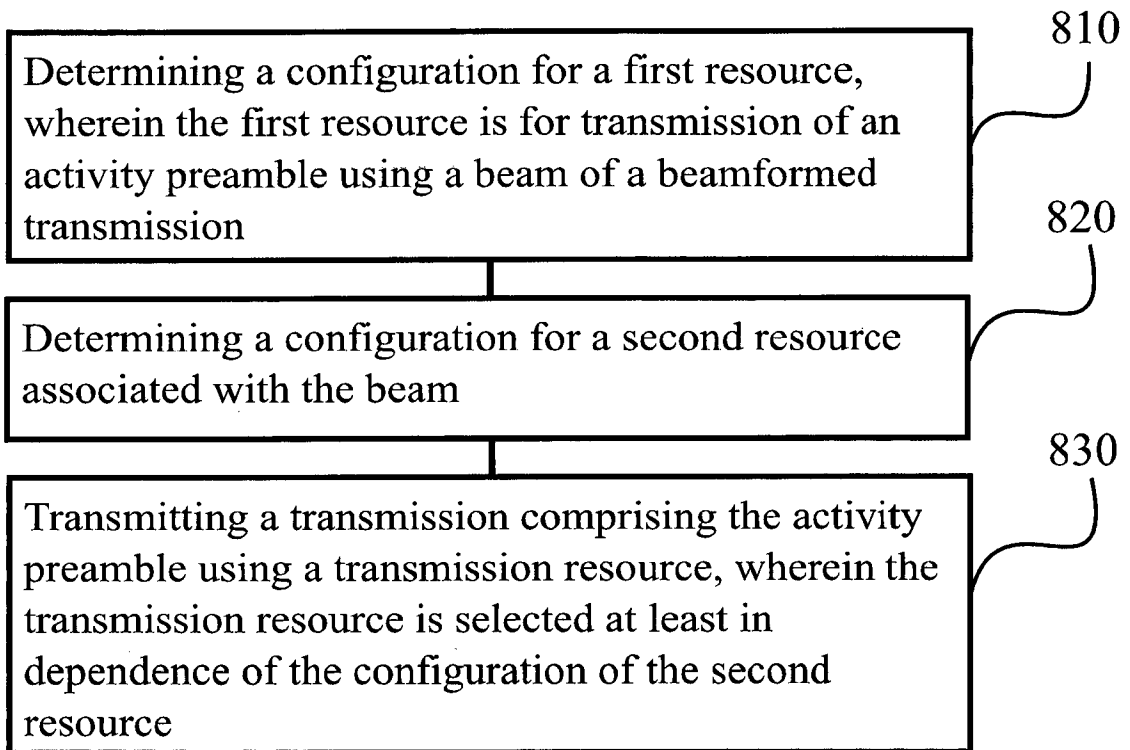 810
Determining a configuration for a first resource,
wherein the first resource is for transmission of an
activity preamble using a beam of a beamformed
transmission
820
Determining a configuration for a second resource
associated with the beam
830
Transmitting a transmission comprising the activity
preamble using a transmission resource, wherein the
transmission resource is selected at least in
dependence of the configuration of the second
resource